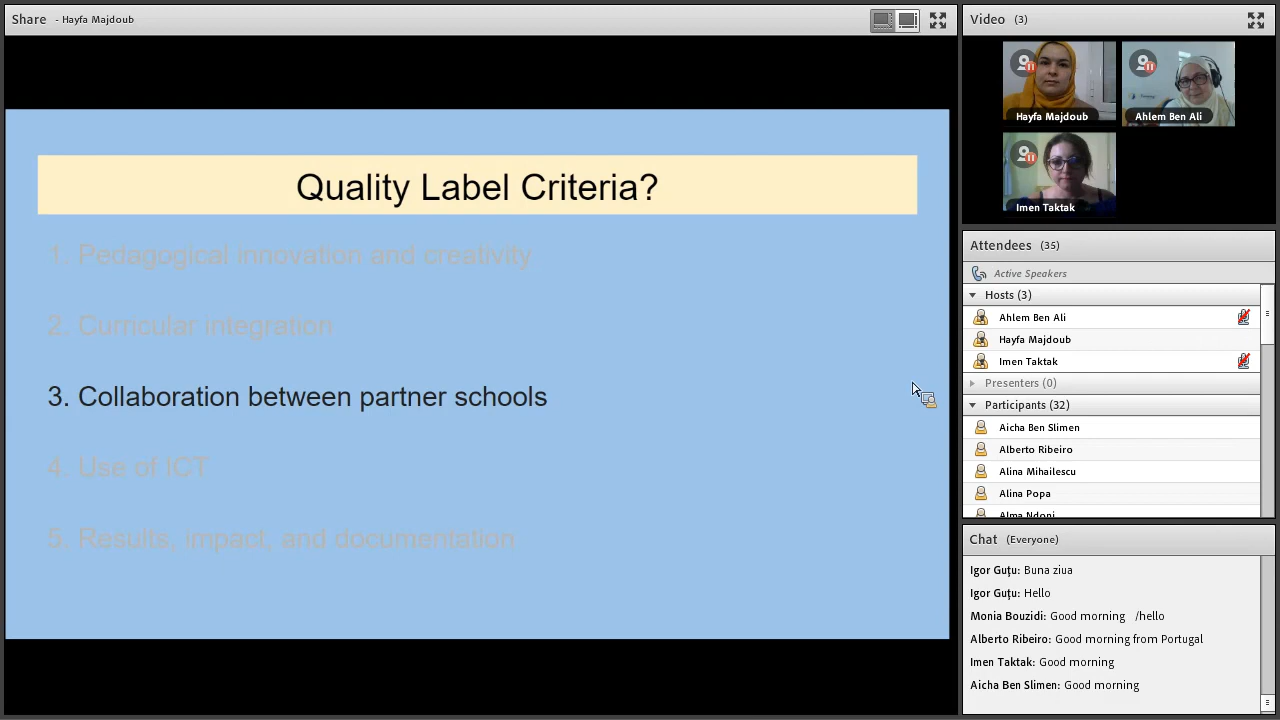 Share - Hayfa Majdoub
Quality Label Criteria?
1. Pedagogical innovation and creativity
2. Curricular integration
3. Collaboration between partner schools
4. Use of ICT
5. Results, impact, and documentation
Video (3)
Hayfa Majdoub
Ahlem Ben Ali
Imen Taktak
Attendees (35)
Active Speakers
Hosts (3)
Ahlem Ben Ali
Hayfa Majdoub
Imen Taktak
Presenters (0)
Participants (32)
Aicha Ben Slimen
Alberto Ribeiro
Alina Mihailescu
Alina Popa
Alma Ndoni
Chat (Everyone)
Igor Guţu: Buna ziua
Igor Guţu: Hello
Monia Bouzidi: Good morning /hello
Alberto Ribeiro: Good morning from Portugal
Imen Taktak: Good morning
Aicha Ben Slimen: Good morning